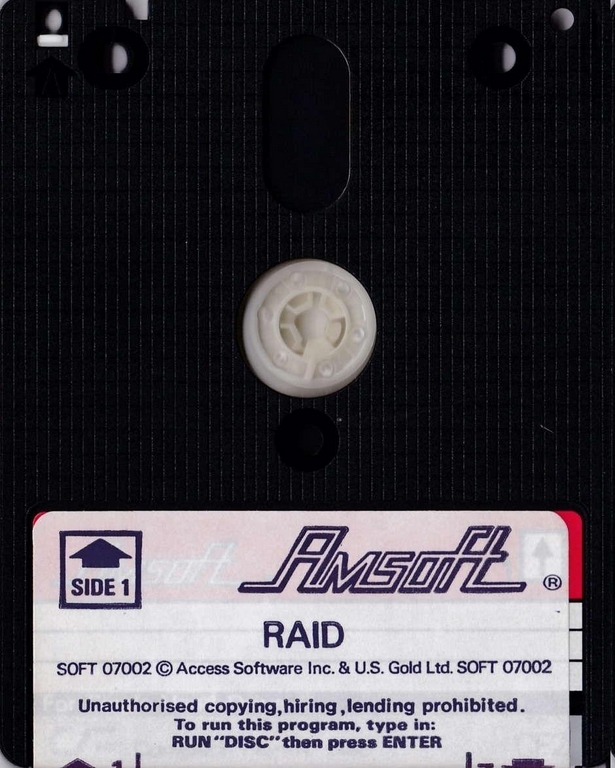 SIDE 1
Amsoft ®
RAID
SOFT 07002 © Access Software Inc. & U.S. Gold Ltd. SOFT 07002
Unauthorised copying,hiring,lending prohibited.
To run this program, type in:
RUN "DISC" then press ENTER